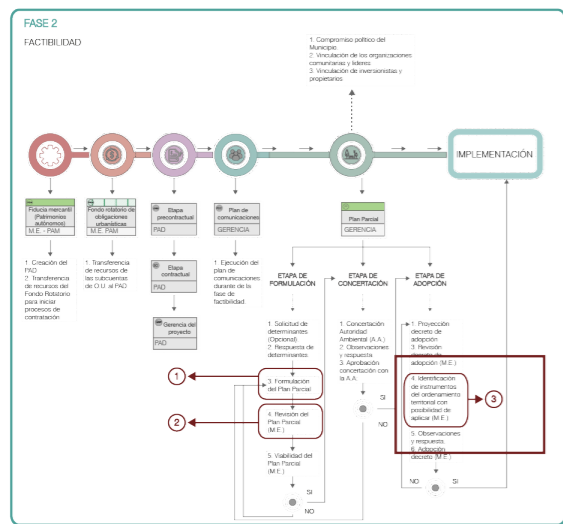 FASE 2
FACTIBILIDAD
1. Compromiso político del
Municipio
2. Vinculación de los organizaciones
comunitarias y líderes
3. Vinculación de inversionistas y
propietarios
IMPLEMENTACIÓN
Fiducia mercantil
(Patrimonios
autónomos)
M.E. - PAM
Fondo rotatorio de
obligaciones
urbanísticas
M.E. PAM
Etapa
precontractual
PAD
Plan de
comunicaciones
GERENCIA
Plan Parcial
GERENCIA
1. Creación del
PAD
2. Transferencia
de recursos del
Fondo Rotatorio
para iniciar
procesos de
contratación
1. Transferencia
de recursos de
las subcuentas
de O.U. al PAD
Etapa
contractual
PAD
Gerencia del
proyecto
PAD
1. Ejecución del
plan de
comunicaciones
durante de la
fase de
factibilidad.
ETAPA DE
FORMULACIÓN
1. Solicitud de
determinantes
(Opcional)
2. Respuesta de
determinantes
3. Formulación
del Plan Parcial
4. Revisión del
Plan Parcial
(M.E.)
5. Viabilidad del
Plan Parcial
(M.E.)
SI
NO
1
2
ETAPA DE
CONCERTACIÓN
1. Concertación
Autoridad
Ambiental (A.A.)
2. Observaciones
y respuesta
3. Aprobación
concertación con
la A.A.
SI
NO
ETAPA DE
ADOPCIÓN
1. Proyección
decreto de
adopción
3. Revisión
decreto de
adopción (M.E.)
4. Identificación
de instrumentos
del ordenamiento
territorial con
posibilidad de
aplicar (M.E.)
3
5. Observaciones
y respuesta.
6. Adopción
decreto (M.E.)
NO
SI